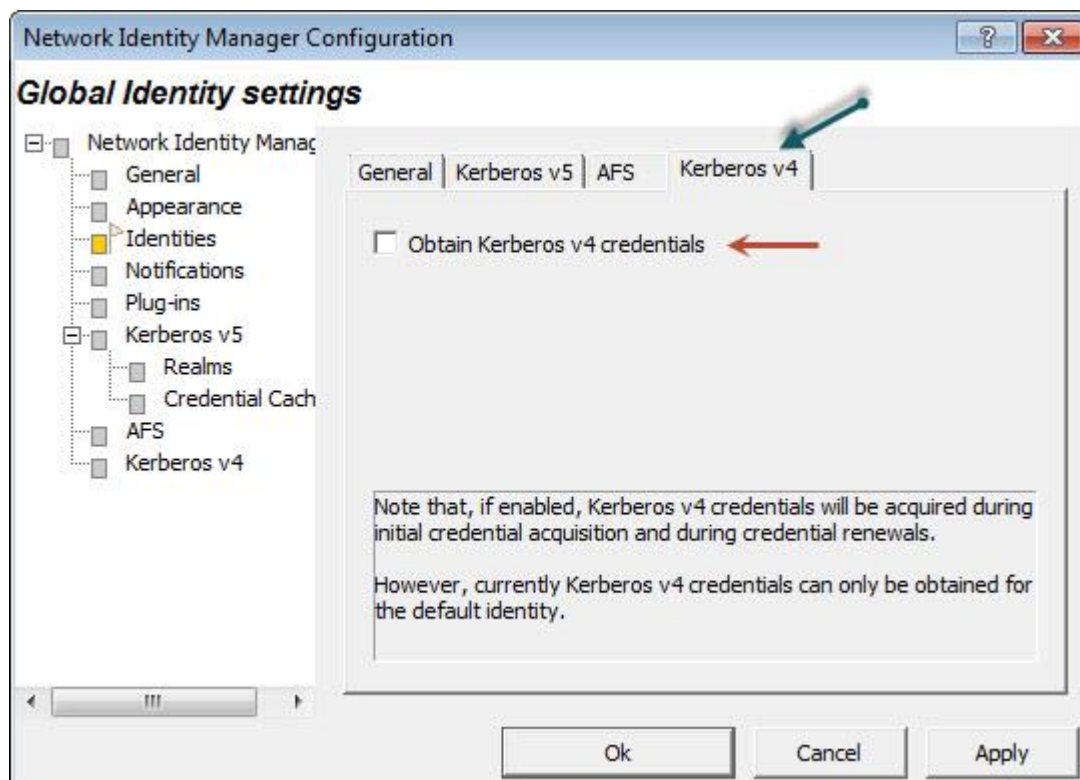 Network Identity Manager Configuration
?
Global Identity settings
Network Identity Manag
General
Appearance
Identities
Notifications
Plug-ins
Kerberos v5
Realms
Credential Cach
AFS
Kerberos v4
General
Kerberos v5
AFS
Kerberos v4
Obtain Kerberos v4 credentials
Note that, if enabled, Kerberos v4 credentials will be acquired during
initial credential acquisition and during credential renewals.
However, currently Kerberos v4 credentials can only be obtained for
the default identity.
Ok
Cancel
Apply